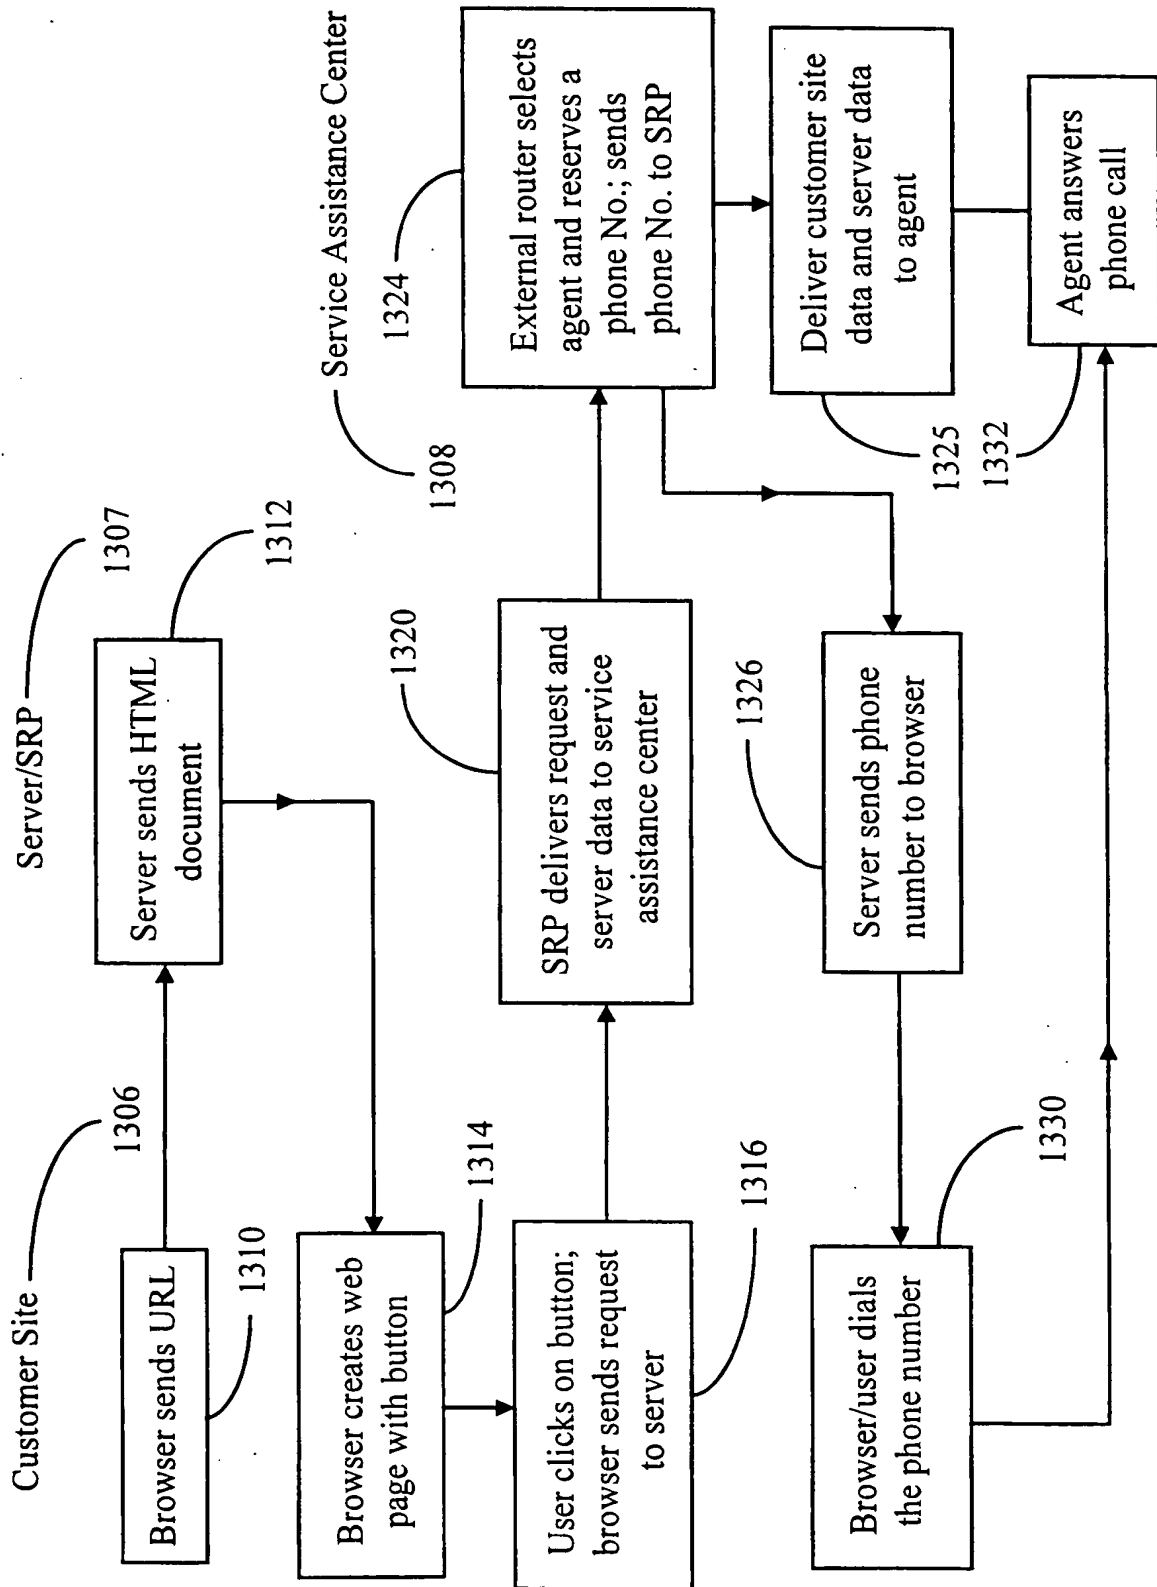 Customer Site
1306
Server/SRP
1307
Service Assistance Center
1308
Browser sends URL
1310
Server sends HTML
document
1312
Browser creates web
page with button
1314
User clicks on button;
browser sends request
to server
1316
SRP delivers request and
server data to service
assistance center
1320
External router selects
agent and reserves a
phone No.; sends
phone No. to SRP
1324
Deliver customer site
data and server data
to agent
1325
Server sends phone
number to browser
1326
Browser/user dials
the phone number
1330
Agent answers
phone call
1332